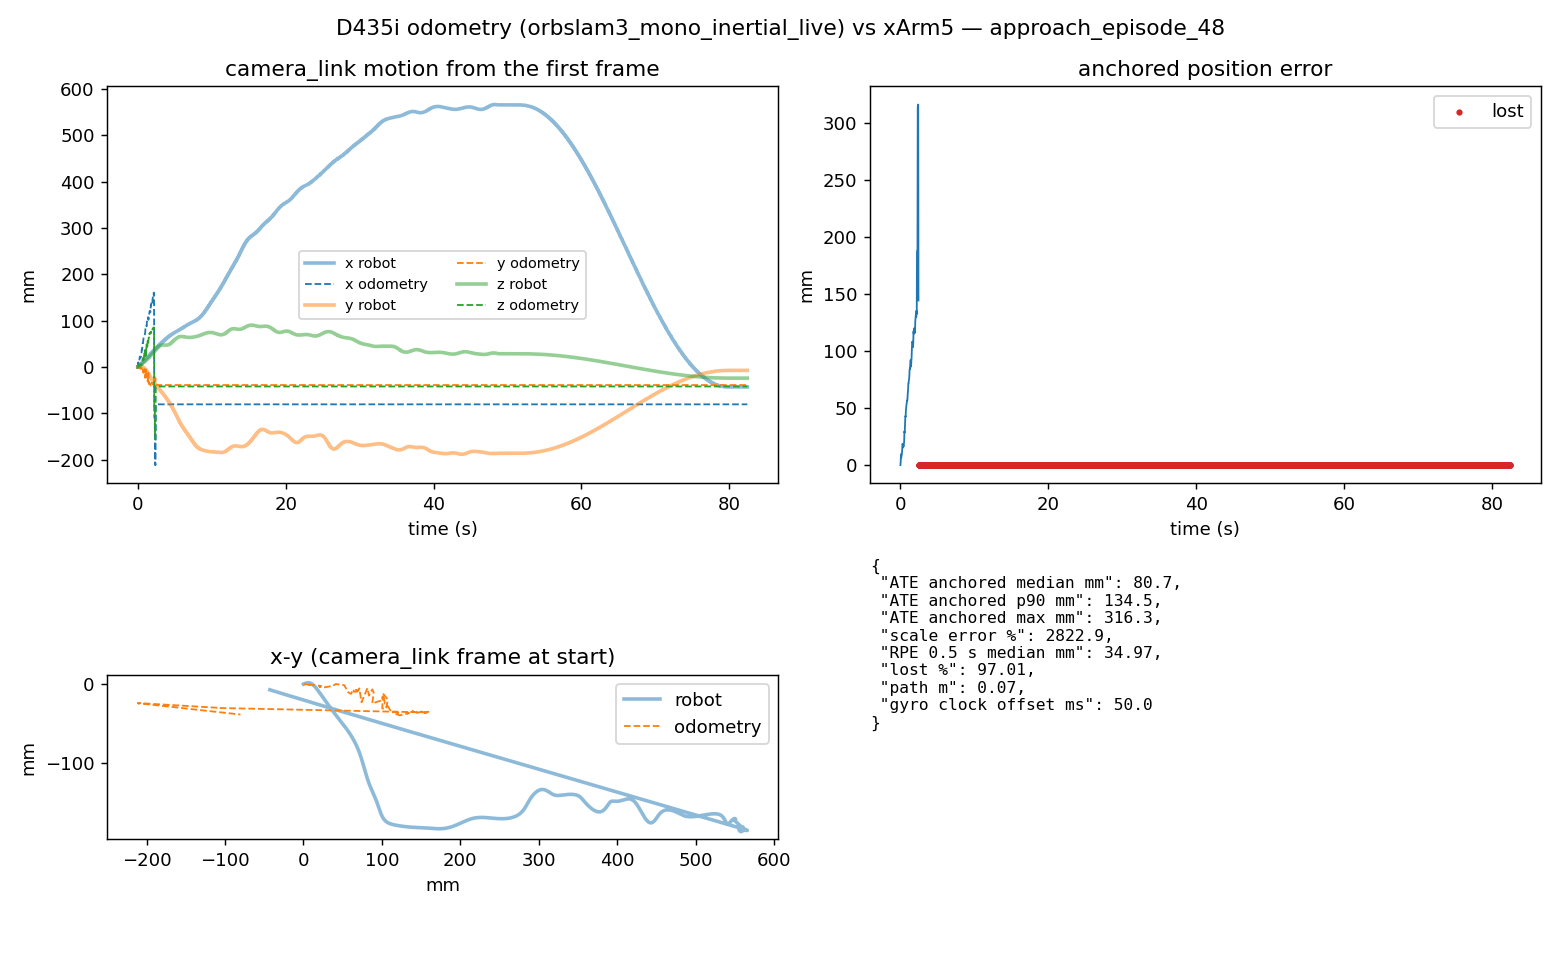 D435i odometry (orbslam3_mono_inertial_live) vs xArm5 — approach_episode_48
camera_link motion from the first frame
600
500
400
300
200
100
0
−100
−200
mm
0
20
40
60
80
time (s)
x robot
x odometry
y robot
y odometry
z robot
z odometry
anchored position error
300
250
200
150
100
50
0
mm
0
20
40
60
80
time (s)
lost
x-y (camera_link frame at start)
0
−100
mm
−200
−100
0
100
200
300
400
500
600
mm
robot
odometry
{
"ATE anchored median mm": 80.7,
"ATE anchored p90 mm": 134.5,
"ATE anchored max mm": 316.3,
"scale error %": 2822.9,
"RPE 0.5 s median mm": 34.97,
"lost %": 97.01,
"path m": 0.07,
"gyro clock offset ms": 50.0
}